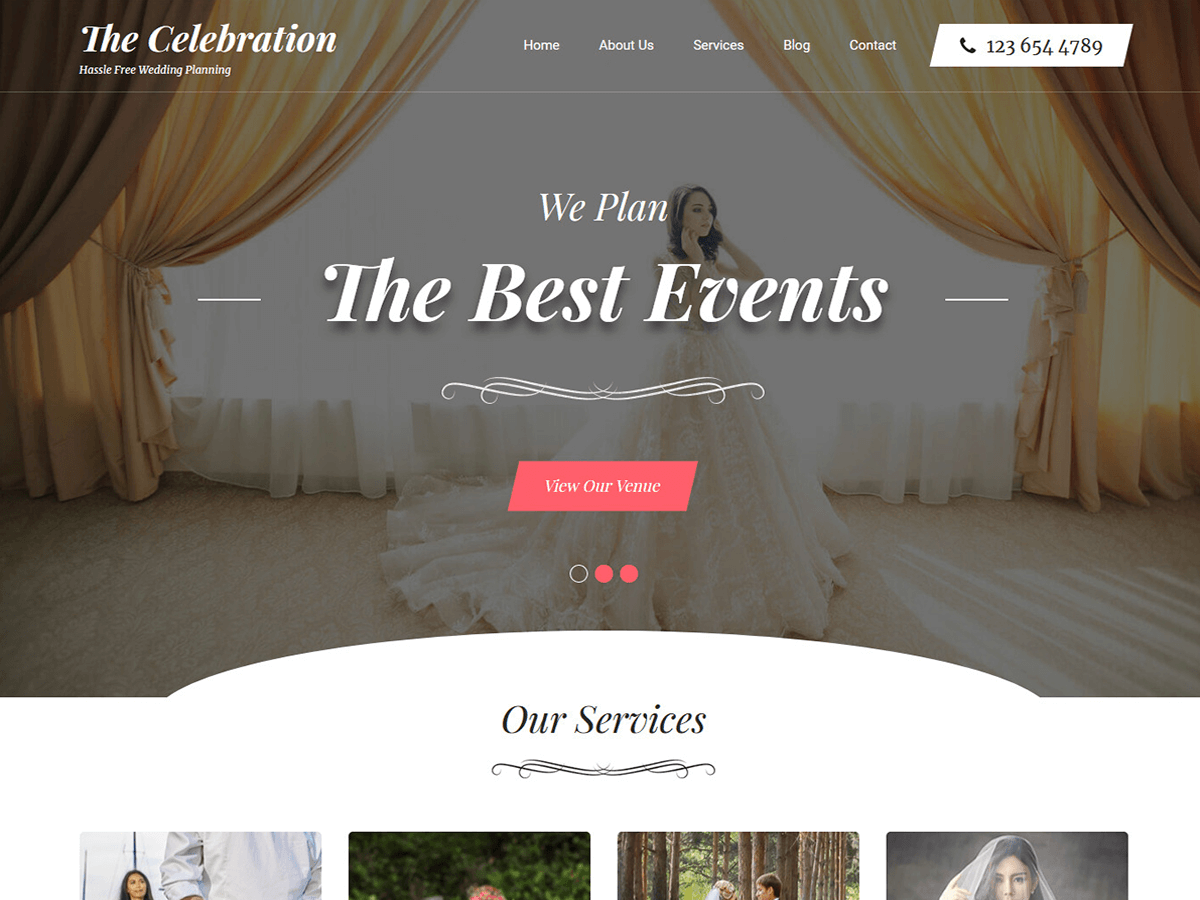 The Celebration
Hassle Free Wedding Planning
Home About Us Services Blog Contact 123 654 4789
We Plan
The Best Events
View Our Venue
Our Services